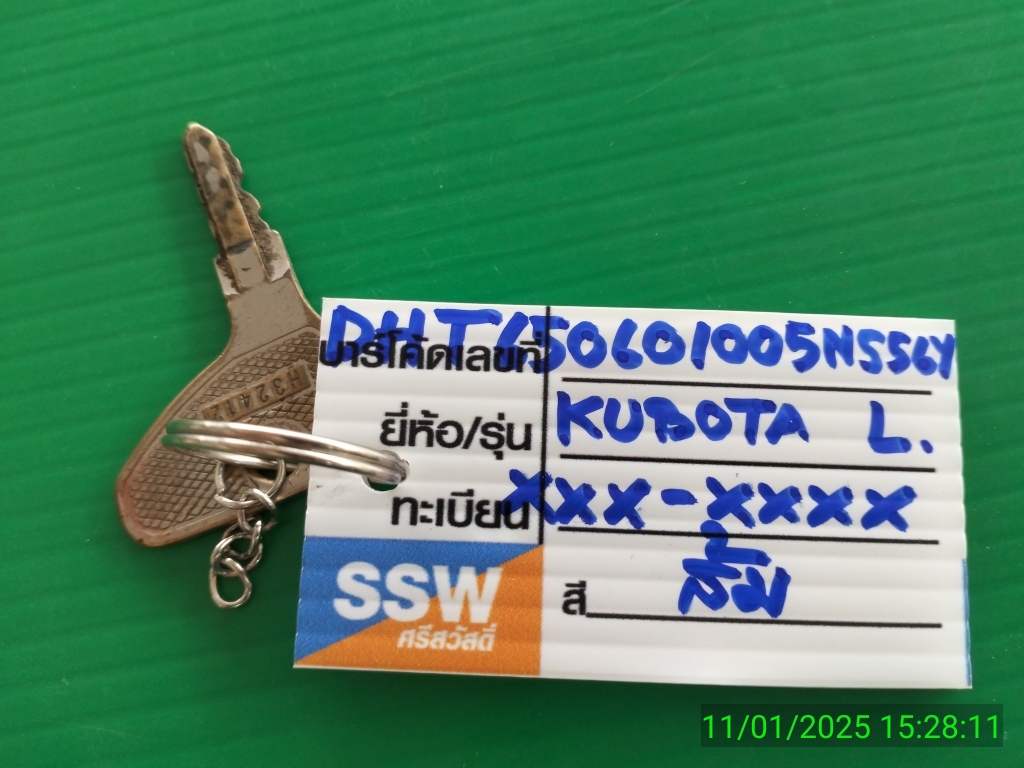 H32412
บาร์โค้ดเลขที่ DHT650601005NSS6Y
ยี่ห้อ/รุ่น KUBOTA L.
ทะเบียน xxx-xxxx
สี ส้ม
SSW
ศรีสวัสดิ์
11/01/2025 15:28:11